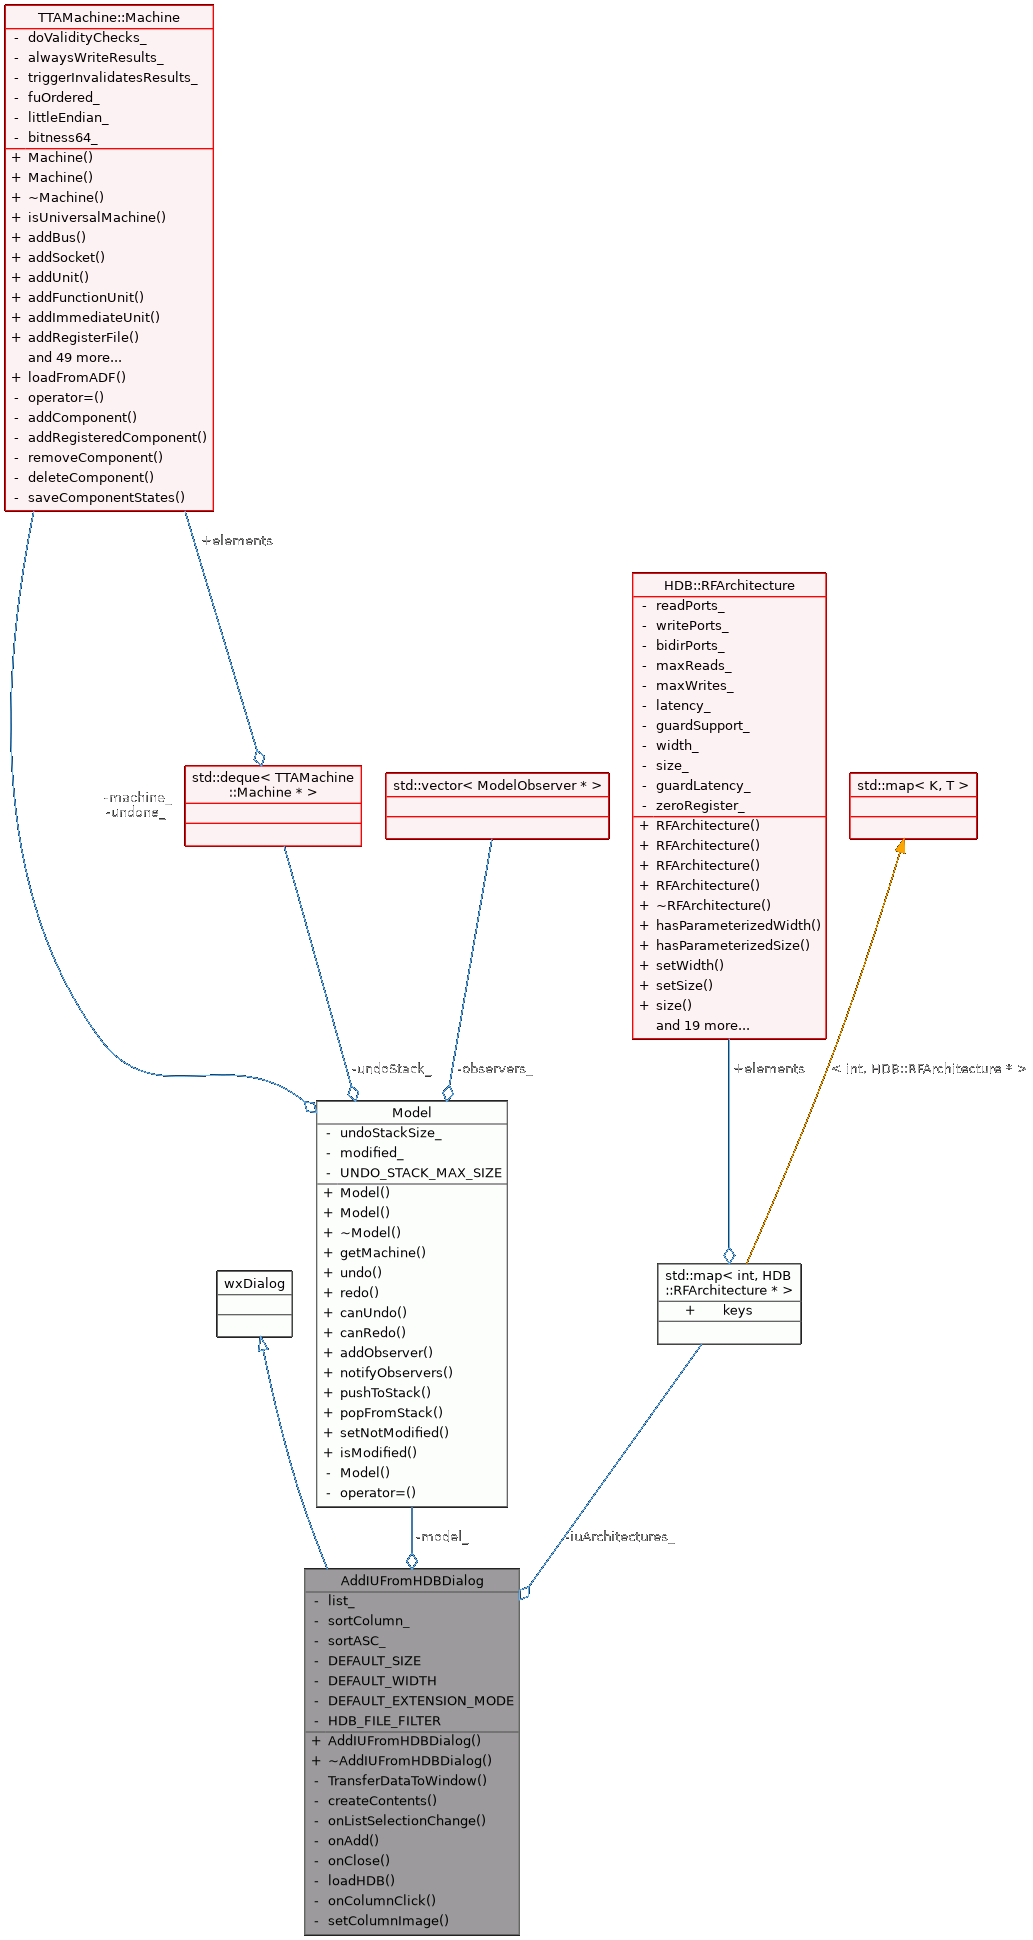 TTAMachine::Machine
- doValidityChecks_
- alwaysWriteResults_
- triggerInvalidatesResults_
- fuOrdered_
- littleEndian_
- bitness64_
+ Machine()
+ Machine()
+ ~Machine()
+ isUniversalMachine()
+ addBus()
+ addSocket()
+ addUnit()
+ addFunctionUnit()
+ addImmediateUnit()
+ addRegisterFile()
and 49 more...
+ loadFromADF()
- operator=()
- addComponent()
- addRegisteredComponent()
- removeComponent()
- deleteComponent()
- saveComponentStates()
+elements
HDB::RFArchitecture
- readPorts_
- writePorts_
- bidirPorts_
- maxReads_
- maxWrites_
- latency_
- guardSupport_
- width_
- size_
- guardLatency_
- zeroRegister_
+ RFArchitecture()
+ RFArchitecture()
+ RFArchitecture()
+ RFArchitecture()
+ ~RFArchitecture()
+ hasParameterizedWidth()
+ hasParameterizedSize()
+ setWidth()
+ setSize()
+ size()
and 19 more...
std::deque< TTAMachine
::Machine * >
std::vector< ModelObserver * >
std::map< K, T >
-machine_
-undone_
-undoStack_
-observers_
+elements
< int, HDB::RFArchitecture * >
Model
- undoStackSize_
- modified_
- UNDO_STACK_MAX_SIZE
+ Model()
+ Model()
+ ~Model()
+ getMachine()
+ undo()
+ redo()
+ canUndo()
+ canRedo()
+ addObserver()
+ notifyObservers()
+ pushToStack()
+ popFromStack()
+ setNotModified()
+ isModified()
- Model()
- operator=()
wxDialog
std::map< int, HDB
::RFArchitecture * >
+ keys
-model_
-iuArchitectures_
AddIUFromHDBDialog
- list_
- sortColumn_
- sortASC_
- DEFAULT_SIZE
- DEFAULT_WIDTH
- DEFAULT_EXTENSION_MODE
- HDB_FILE_FILTER
+ AddIUFromHDBDialog()
+ ~AddIUFromHDBDialog()
- TransferDataToWindow()
- createContents()
- onListSelectionChange()
- onAdd()
- onClose()
- loadHDB()
- onColumnClick()
- setColumnImage()